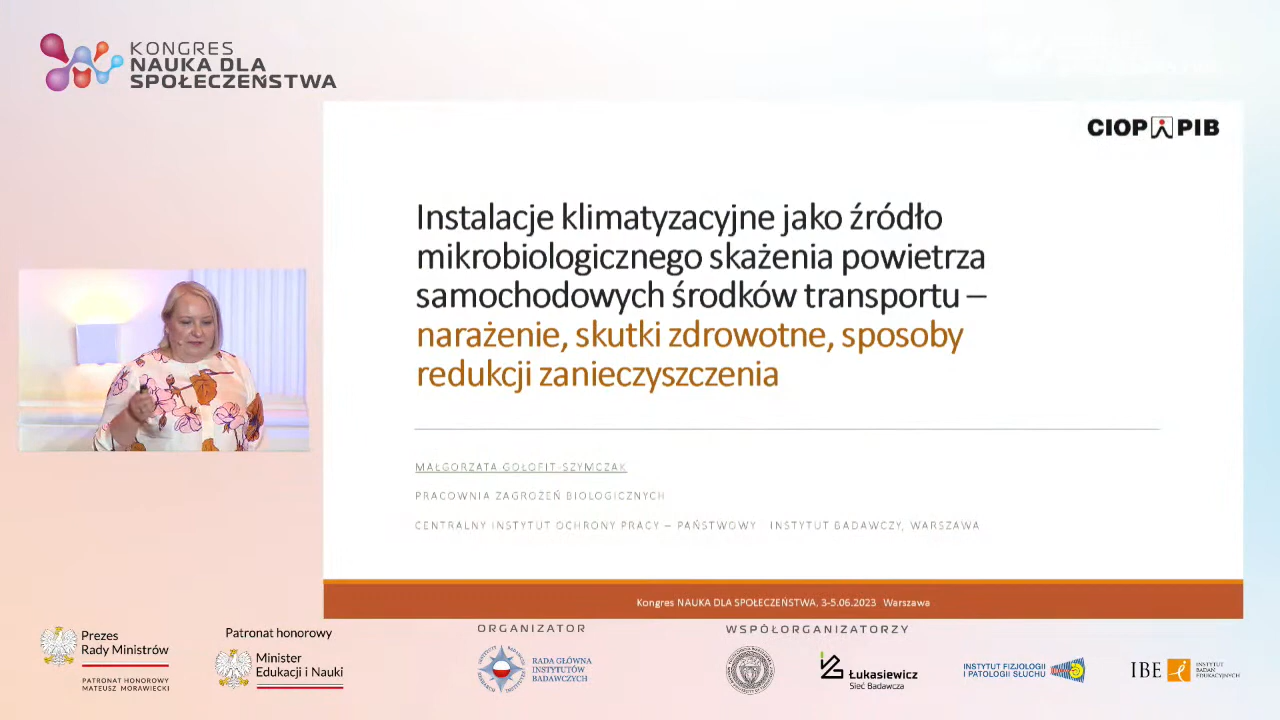 KONGRES
NAUKA DLA
SPOŁECZEŃSTWA
CIOP PIB
Instalacje klimatyzacyjne jako źródło
mikrobiologicznego skażenia powietrza
samochodowych środków transportu –
narażenie, skutki zdrowotne, sposoby
redukcji zanieczyszczenia
MAŁGORZATA GOŁOFIT-SZYMCZAK
PRACOWNIA ZAGROŻEŃ BIOLOGICZNYCH
CENTRALNY INSTYTUT OCHRONY PRACY – PAŃSTWOWY INSTYTUT BADAWCZY, WARSZAWA
Kongres NAUKA DLA SPOŁECZEŃSTWA, 3-5.06.2023 Warszawa
Prezes
Rady Ministrów
PATRONAT HONOROWY
MATEUSZ MORAWIECKI
Patronat honorowy
Minister
Edukacji i Nauki
ORGANIZATOR
RADA GŁÓWNA
INSTYTUTÓW
BADAWCZYCH
WSPÓŁORGANIZATORZY
Łukasiewicz
Sieć Badawcza
INSTYTUT FIZJOLOGII
I PATOLOGII SŁUCHU
IBE
INSTYTUT
BADAŃ
EDUKACYJNYCH